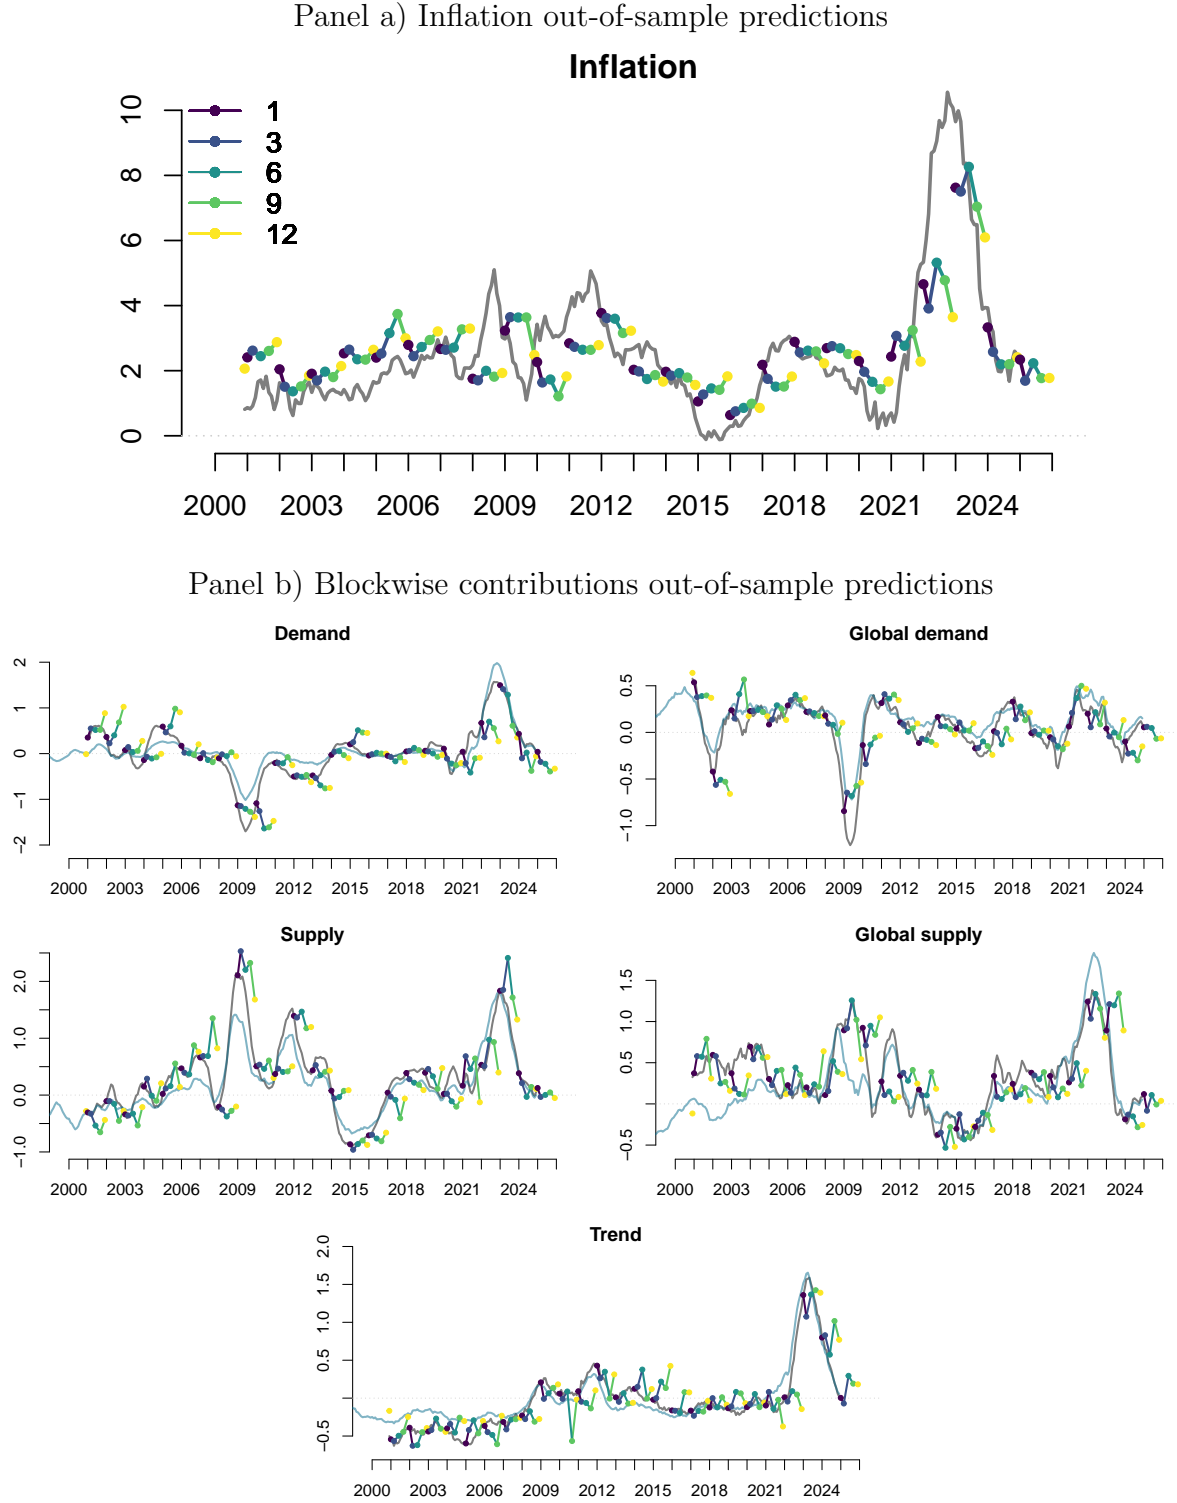 Panel a) Inflation out-of-sample predictions
Inflation
10
8
6
4
2
0
1
3
6
9
12
2000 2003 2006 2009 2012 2015 2018 2021 2024
Panel b) Blockwise contributions out-of-sample predictions
Demand
2
1
0
−1
−2
2000 2003 2006 2009 2012 2015 2018 2021 2024
Global demand
0.5
0.0
−0.5
−1.0
2000 2003 2006 2009 2012 2015 2018 2021 2024
Supply
2.0
1.0
0.0
−1.0
2000 2003 2006 2009 2012 2015 2018 2021 2024
Global supply
1.5
1.0
0.5
−0.5
2000 2003 2006 2009 2012 2015 2018 2021 2024
Trend
2.0
1.5
1.0
0.5
−0.5
2000 2003 2006 2009 2012 2015 2018 2021 2024